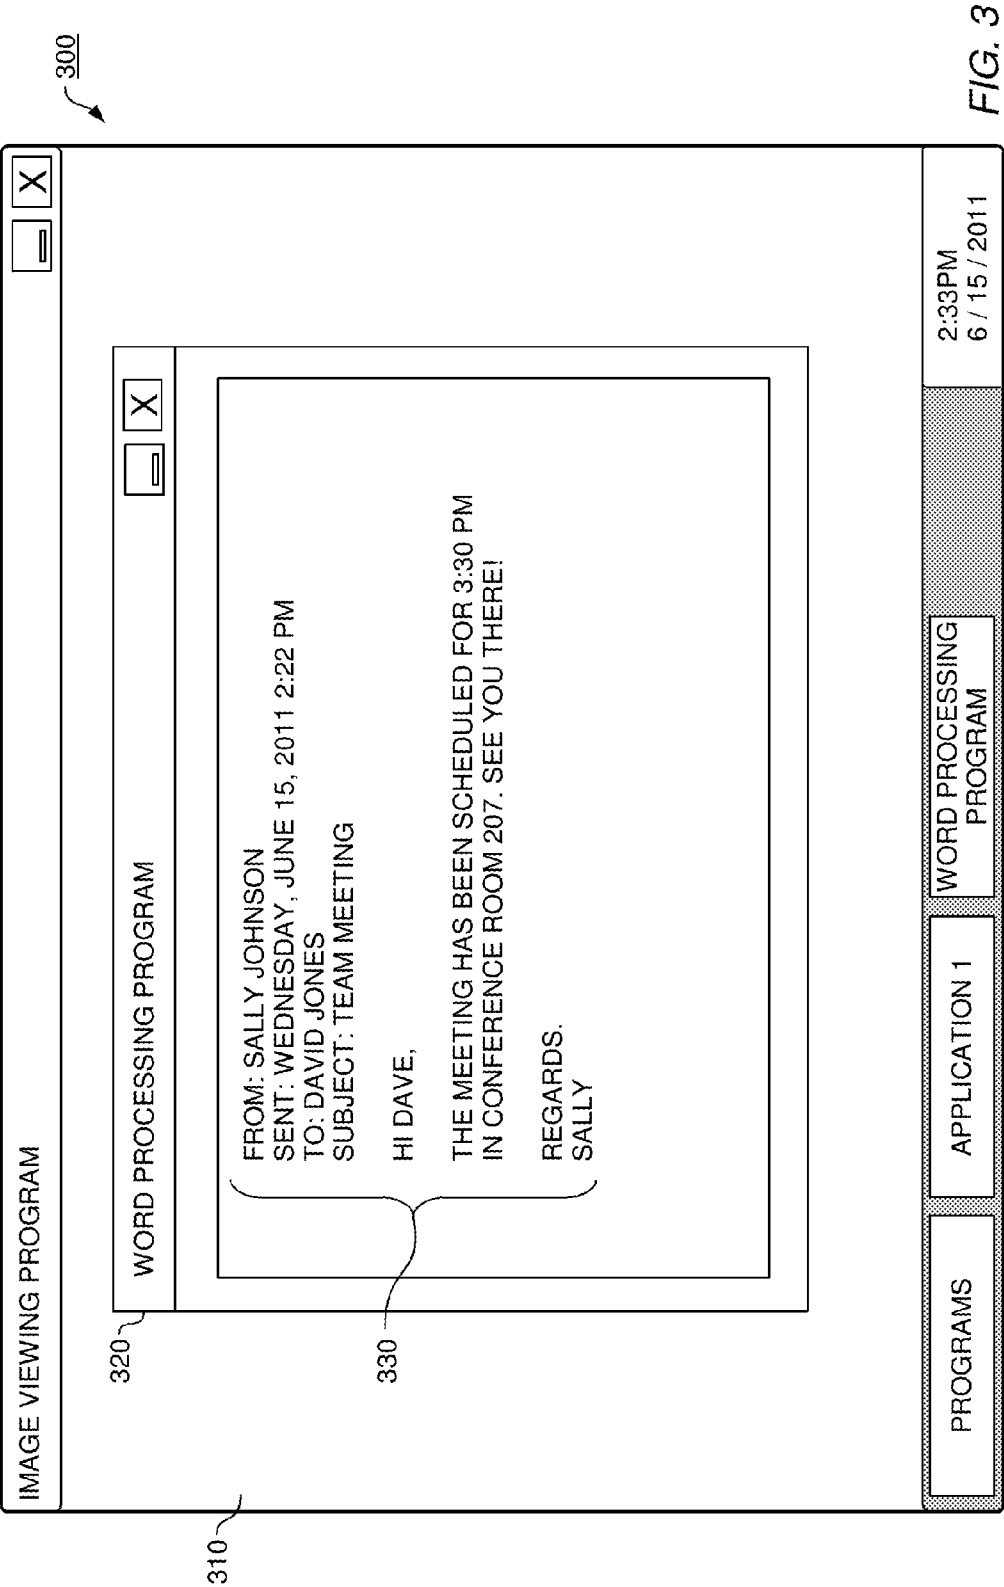 300
IMAGE VIEWING PROGRAM
X
320
WORD PROCESSING PROGRAM
X
FROM: SALLY JOHNSON
SENT: WEDNESDAY, JUNE 15, 2011 2:22 PM
TO: DAVID JONES
SUBJECT: TEAM MEETING
HI DAVE,
330
THE MEETING HAS BEEN SCHEDULED FOR 3:30 PM
IN CONFERENCE ROOM 207. SEE YOU THERE!
REGARDS.
SALLY
310
PROGRAMS
APPLICATION 1
WORD PROCESSING
PROGRAM
2:33PM
6 / 15 / 2011
FIG. 3